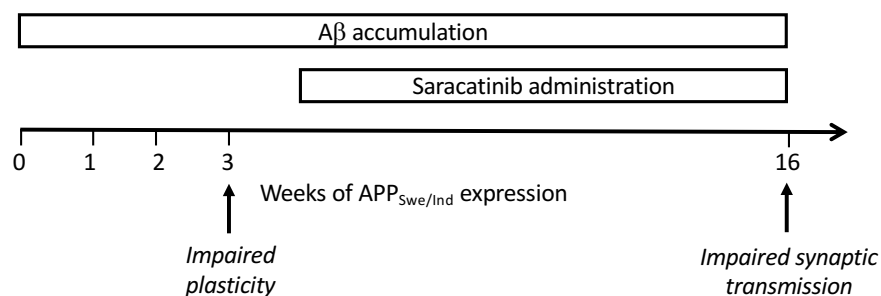 Aβ accumulation
Saracatinib administration
0 1 2 3 16
Weeks of APPSwe/Ind expression
Impaired
plasticity
Impaired synaptic
transmission